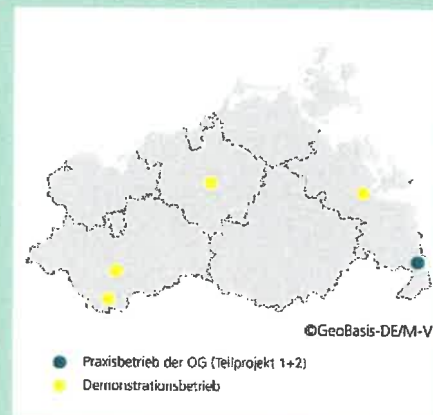 ©GeoBasis-DE/M-V
Praxisbetrieb der OG (Teilprojekt 1+2)
Demonstrationsbetrieb